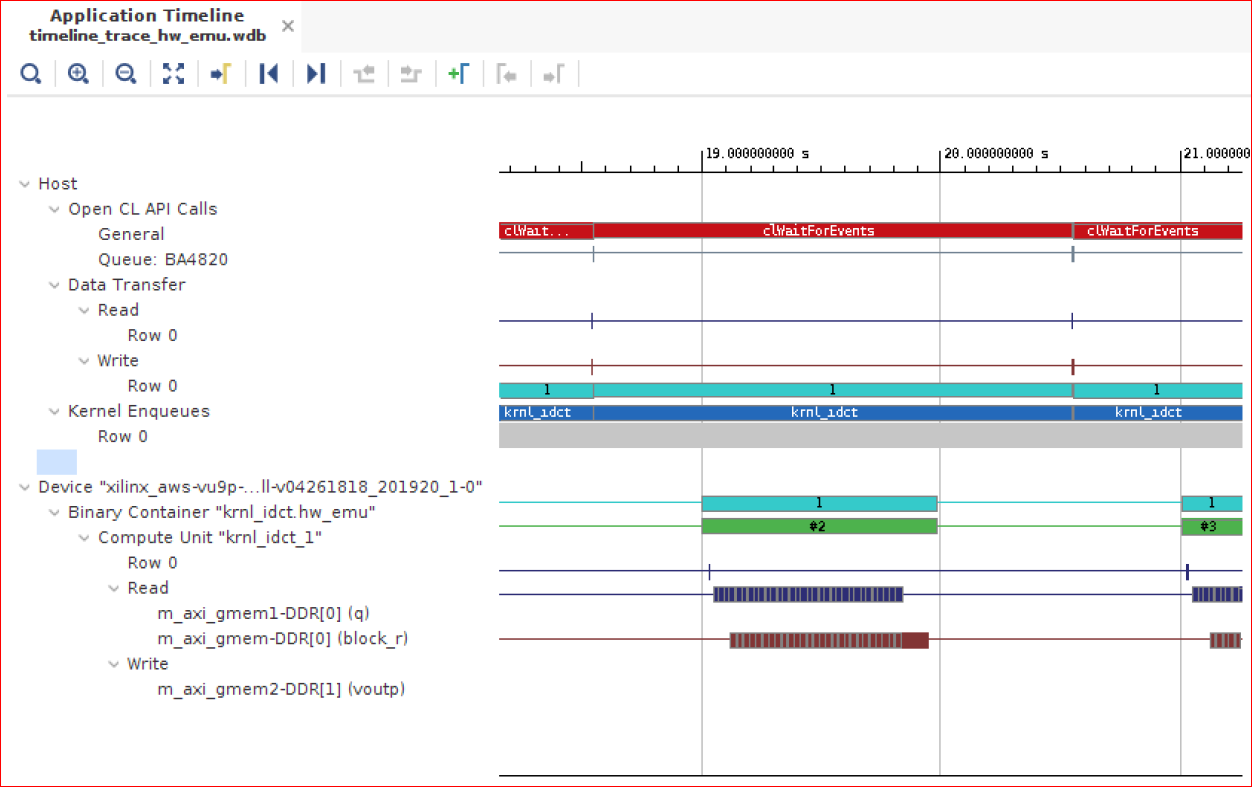 Application Timeline
timeline_trace_hw_emu.wdb
19.000000000 s 20.000000000 s 21.000000
Host
Open CL API Calls
General
clWait... clWaitForEvents clWaitForEvents
Queue: BA4820
Data Transfer
Read
Row 0
Write
Row 0
1 1 1
Kernel Enqueues
krnl_idct krnl_idct krnl_idct
Row 0
Device "xilinx_aws-vu9p-...ll-v04261818_201920_1-0"
1 1
Binary Container "krnl_idct.hw_emu"
#2 #3
Compute Unit "krnl_idct_1"
Row 0
Read
m_axi_gmem1-DDR[0] (q)
m_axi_gmem-DDR[0] (block_r)
Write
m_axi_gmem2-DDR[1] (voutp)